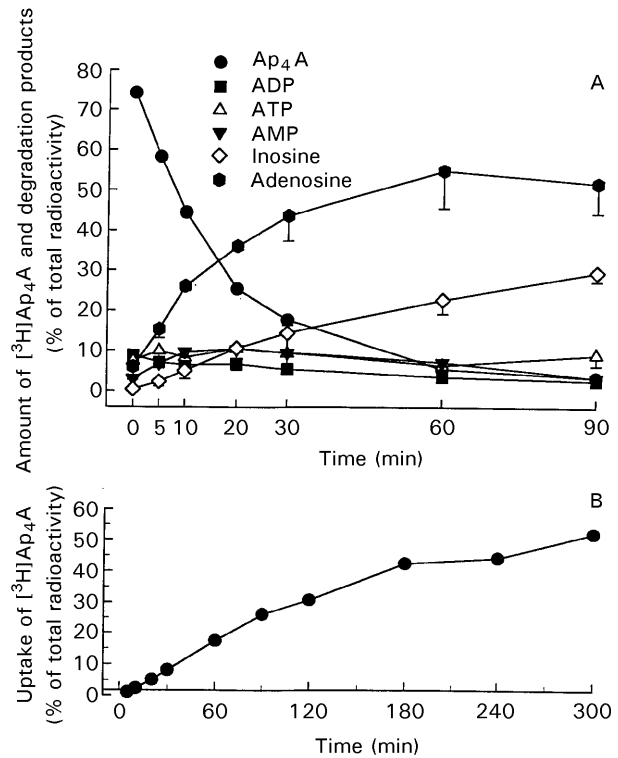 A
Ap4A
ADP
ATP
AMP
Inosine
Adenosine
Amount of [³H]Ap4A and degradation products
(% of total radioactivity)
80
70
60
50
40
30
20
10
0
0 5 10 20 30 60 90
Time (min)
B
Uptake of [³H]Ap4A
(% of total radioactivity)
60
50
40
30
20
10
0
0 60 120 180 240 300
Time (min)